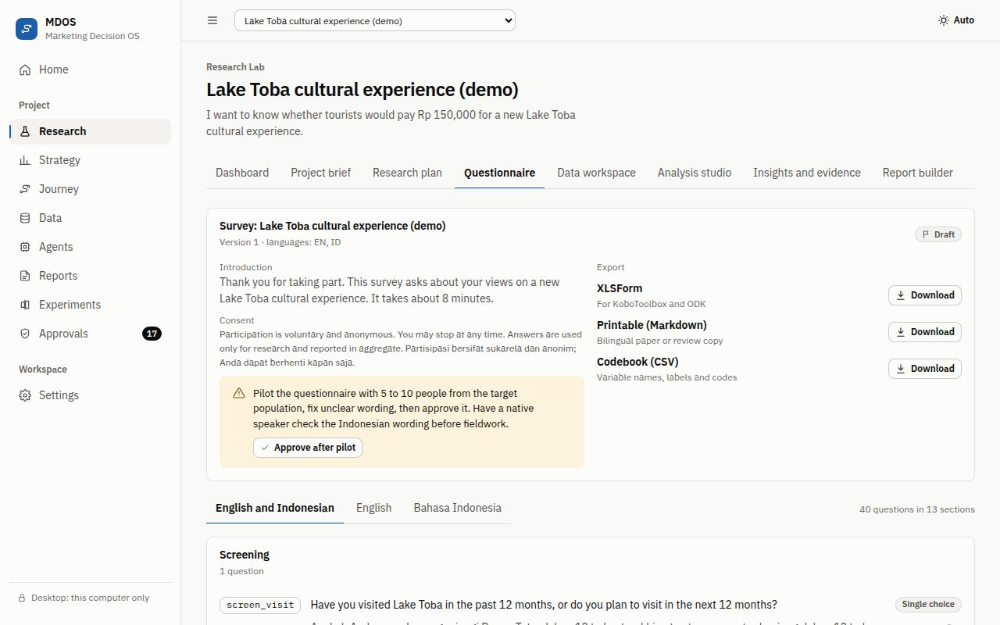 MDOS
Marketing Decision OS
Home
Project
Research
Strategy
Journey
Data
Agents
Reports
Experiments
Approvals
17
Workspace
Settings
Desktop: this computer only
Lake Toba cultural experience (demo)
Auto
Research Lab
Lake Toba cultural experience (demo)
I want to know whether tourists would pay Rp 150,000 for a new Lake Toba
cultural experience.
Dashboard
Project brief
Research plan
Questionnaire
Data workspace
Analysis studio
Insights and evidence
Report builder
Survey: Lake Toba cultural experience (demo)
Version 1 · languages: EN, ID
Draft
Introduction
Thank you for taking part. This survey asks about your views on a new
Lake Toba cultural experience. It takes about 8 minutes.
Consent
Participation is voluntary and anonymous. You may stop at any time. Answers are used
only for research and reported in aggregate. Partisipasi bersifat sukarela dan anonim;
Anda dapat berhenti kapan saja.
Pilot the questionnaire with 5 to 10 people from the target
population, fix unclear wording, then approve it. Have a native
speaker check the Indonesian wording before fieldwork.
Approve after pilot
Export
XLSForm
For KoboToolbox and ODK
Download
Printable (Markdown)
Bilingual paper or review copy
Download
Codebook (CSV)
Variable names, labels and codes
Download
English and Indonesian
English
Bahasa Indonesia
40 questions in 13 sections
Screening
1 question
screen_visit
Have you visited Lake Toba in the past 12 months, or do you plan to visit in the next 12 months?
Single choice